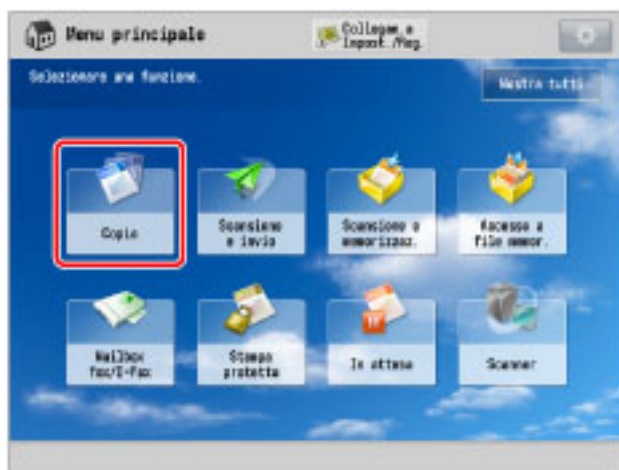 Menu principale
Collegam. a
Impost./Reg.
Selezionare una funzione.
Mostra tutti
Copia
Scansione
e invio
Scansione e
memorizzaz.
Accesso a
file memor.
Mailbox
fax/I-Fax
Stampa
protetta
In attesa
Scanner